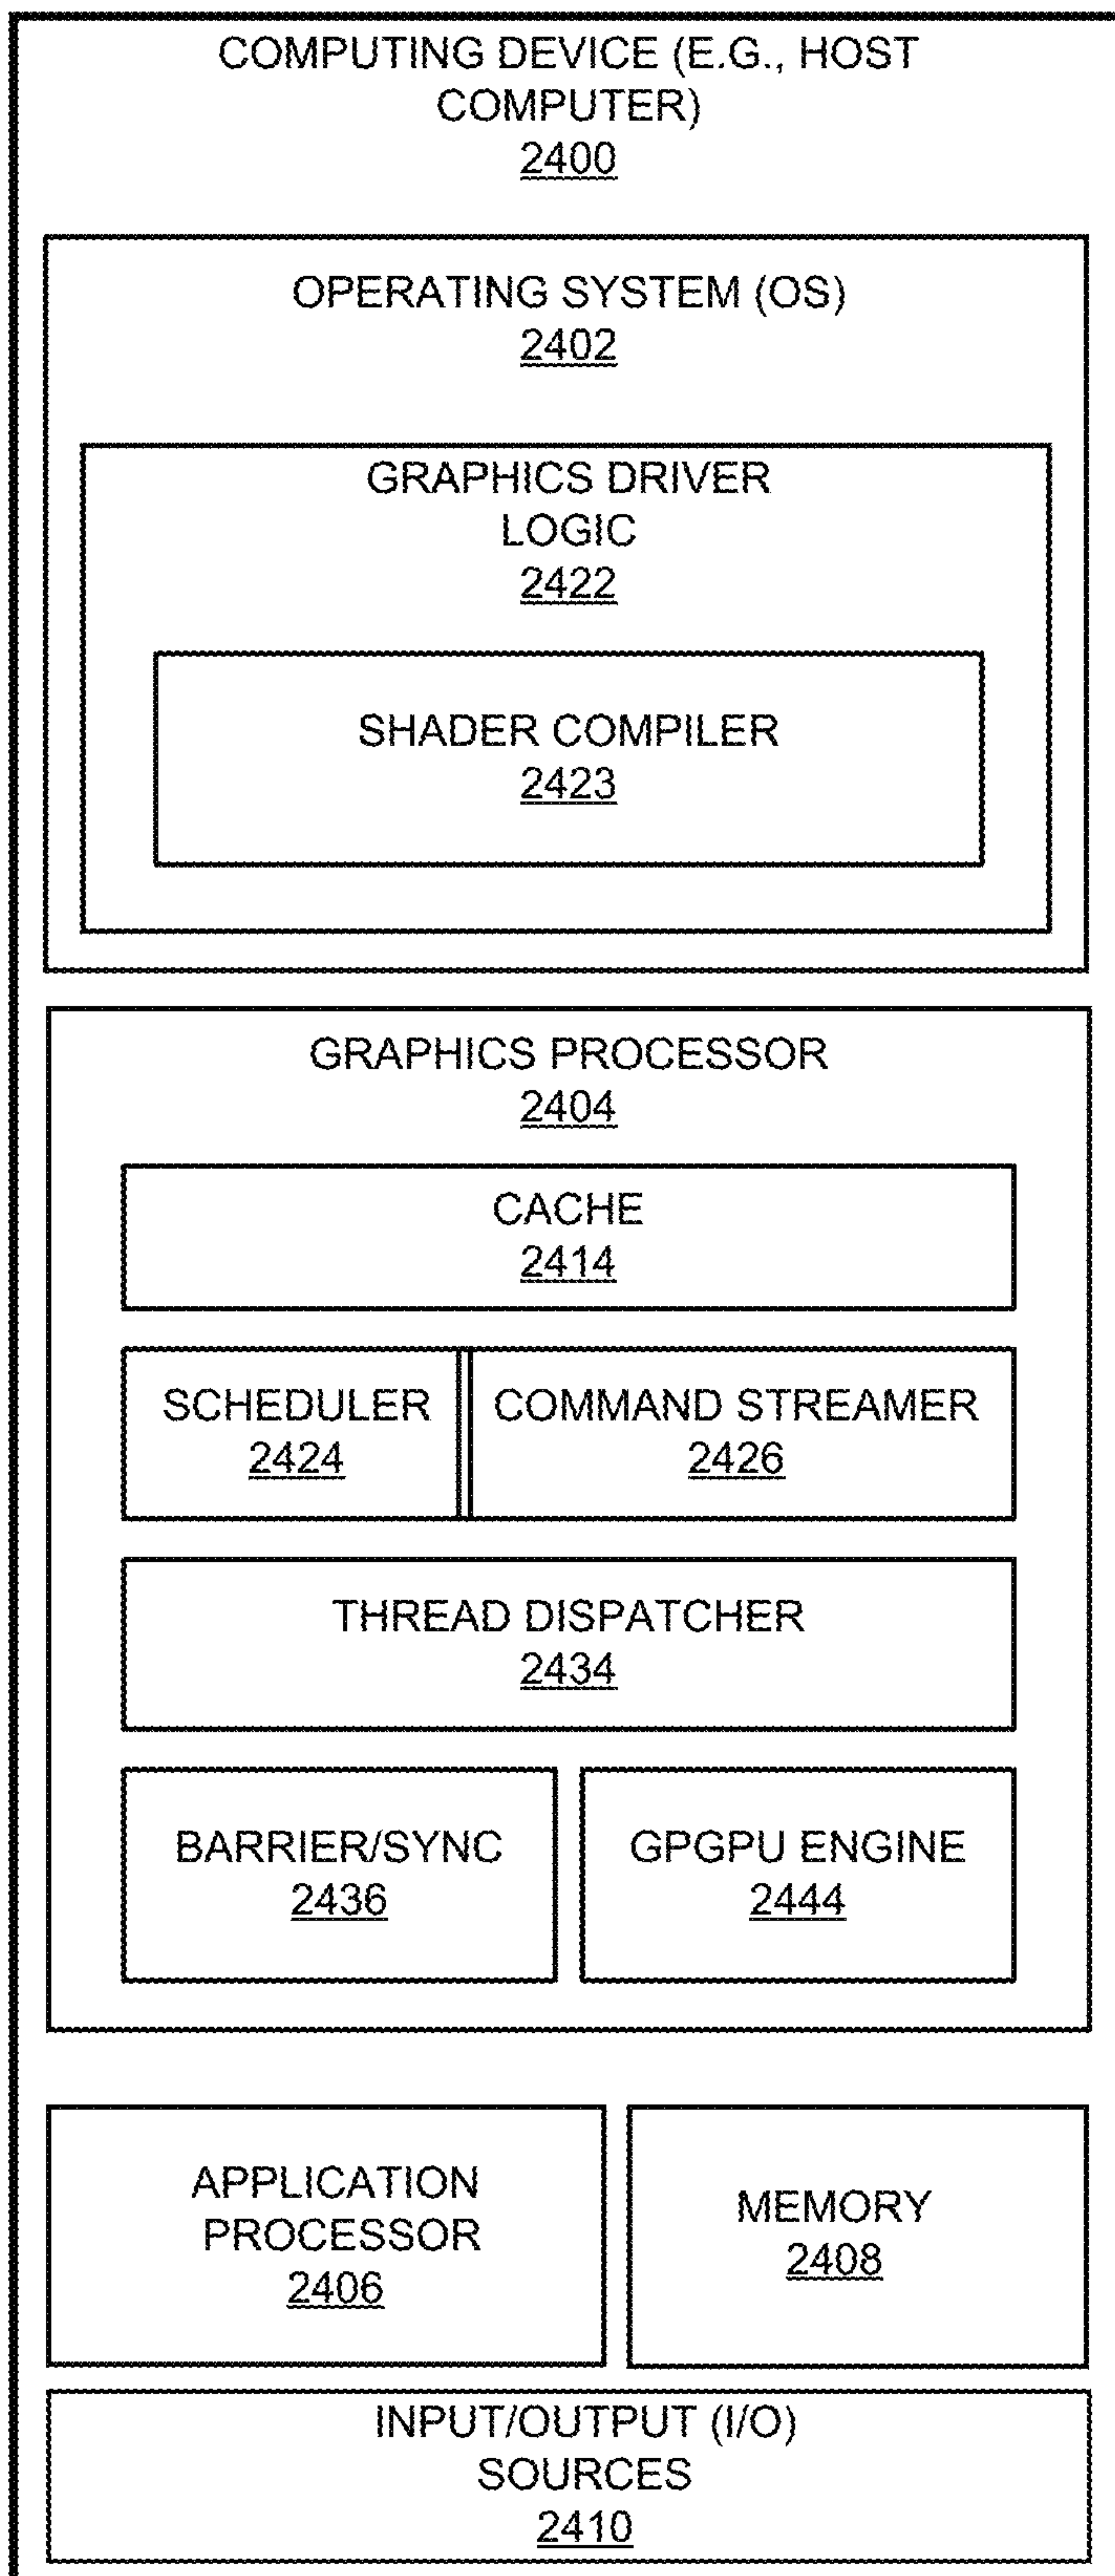 COMPUTING DEVICE (E.G., HOST
COMPUTER)
2400
OPERATING SYSTEM (OS)
2402
GRAPHICS DRIVER
LOGIC
2422
SHADER COMPILER
2423
GRAPHICS PROCESSOR
2404
CACHE
2414
SCHEDULER
2424
COMMAND STREAMER
2426
THREAD DISPATCHER
2434
BARRIER/SYNC
2436
GPGPU ENGINE
2444
APPLICATION
PROCESSOR
2406
MEMORY
2408
INPUT/OUTPUT (I/O)
SOURCES
2410